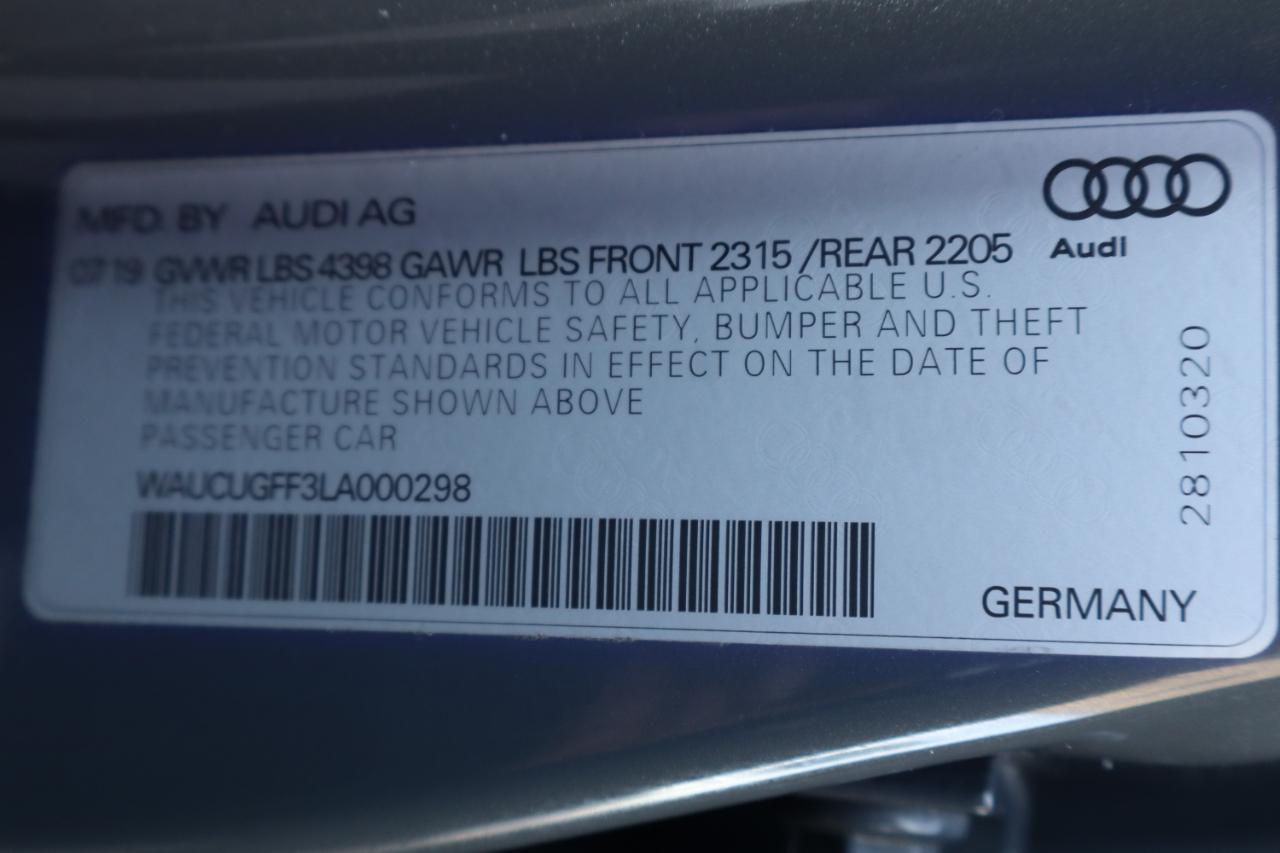 MFD. BY AUDI AG
Audi
07/19 GVWR LBS 4398 GAWR LBS FRONT 2315 /REAR 2205
THIS VEHICLE CONFORMS TO ALL APPLICABLE U.S.
FEDERAL MOTOR VEHICLE SAFETY, BUMPER AND THEFT
PREVENTION STANDARDS IN EFFECT ON THE DATE OF
MANUFACTURE SHOWN ABOVE
PASSENGER CAR
WAUCUGFF3LA000298
2810320
GERMANY